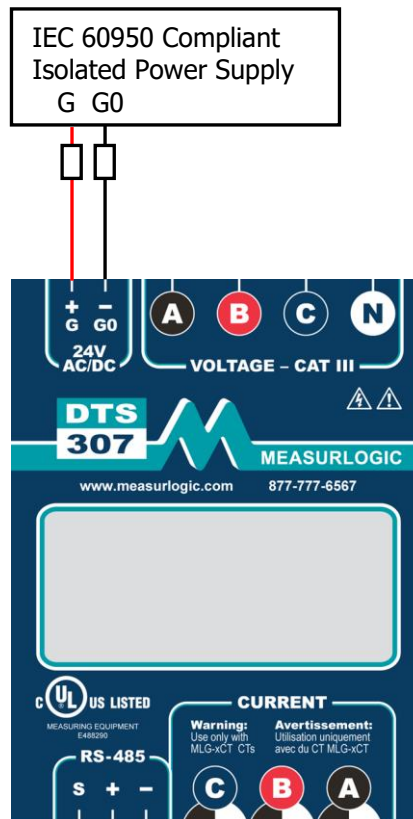 IEC 60950 Compliant
Isolated Power Supply
G G0
+ −
G G0
24V
AC/DC
A B C N
VOLTAGE – CAT III
DTS
307
MEASURLOGIC
www.measurlogic.com 877-777-6567
C UL US LISTED
®
MEASURING EQUIPMENT
E488290
CURRENT
Warning:
Use only with
MLG-xCT CTs
Avertissement:
Utilisation uniquement
avec du CT MLG-xCT
RS-485
S + −
C B A